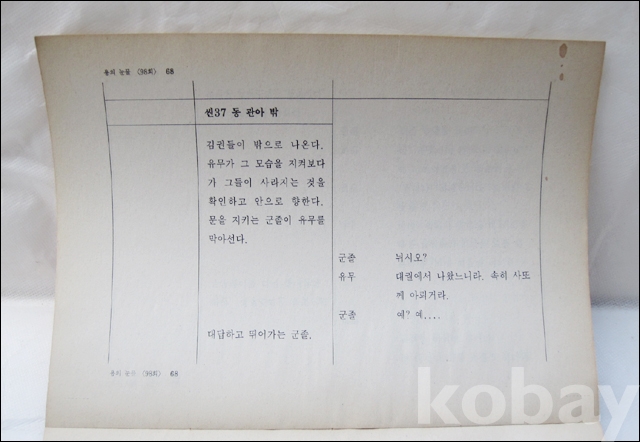 용의 눈물 (98회) 68
씬37 동 관아 밖
김권들이 밖으로 나온다.
유무가 그 모습을 지켜보다
가 그들이 사라지는 것을
확인하고 안으로 향한다.
문을 지키는 군졸이 유무를
막아선다.
군졸 뉘시오?
유무 대궐에서 나왔느니라. 속히 사또
께 아뢰거라.
군졸 예? 예....
대답하고 뛰어가는 군졸.
용의 눈물 (98회) 68
kobay